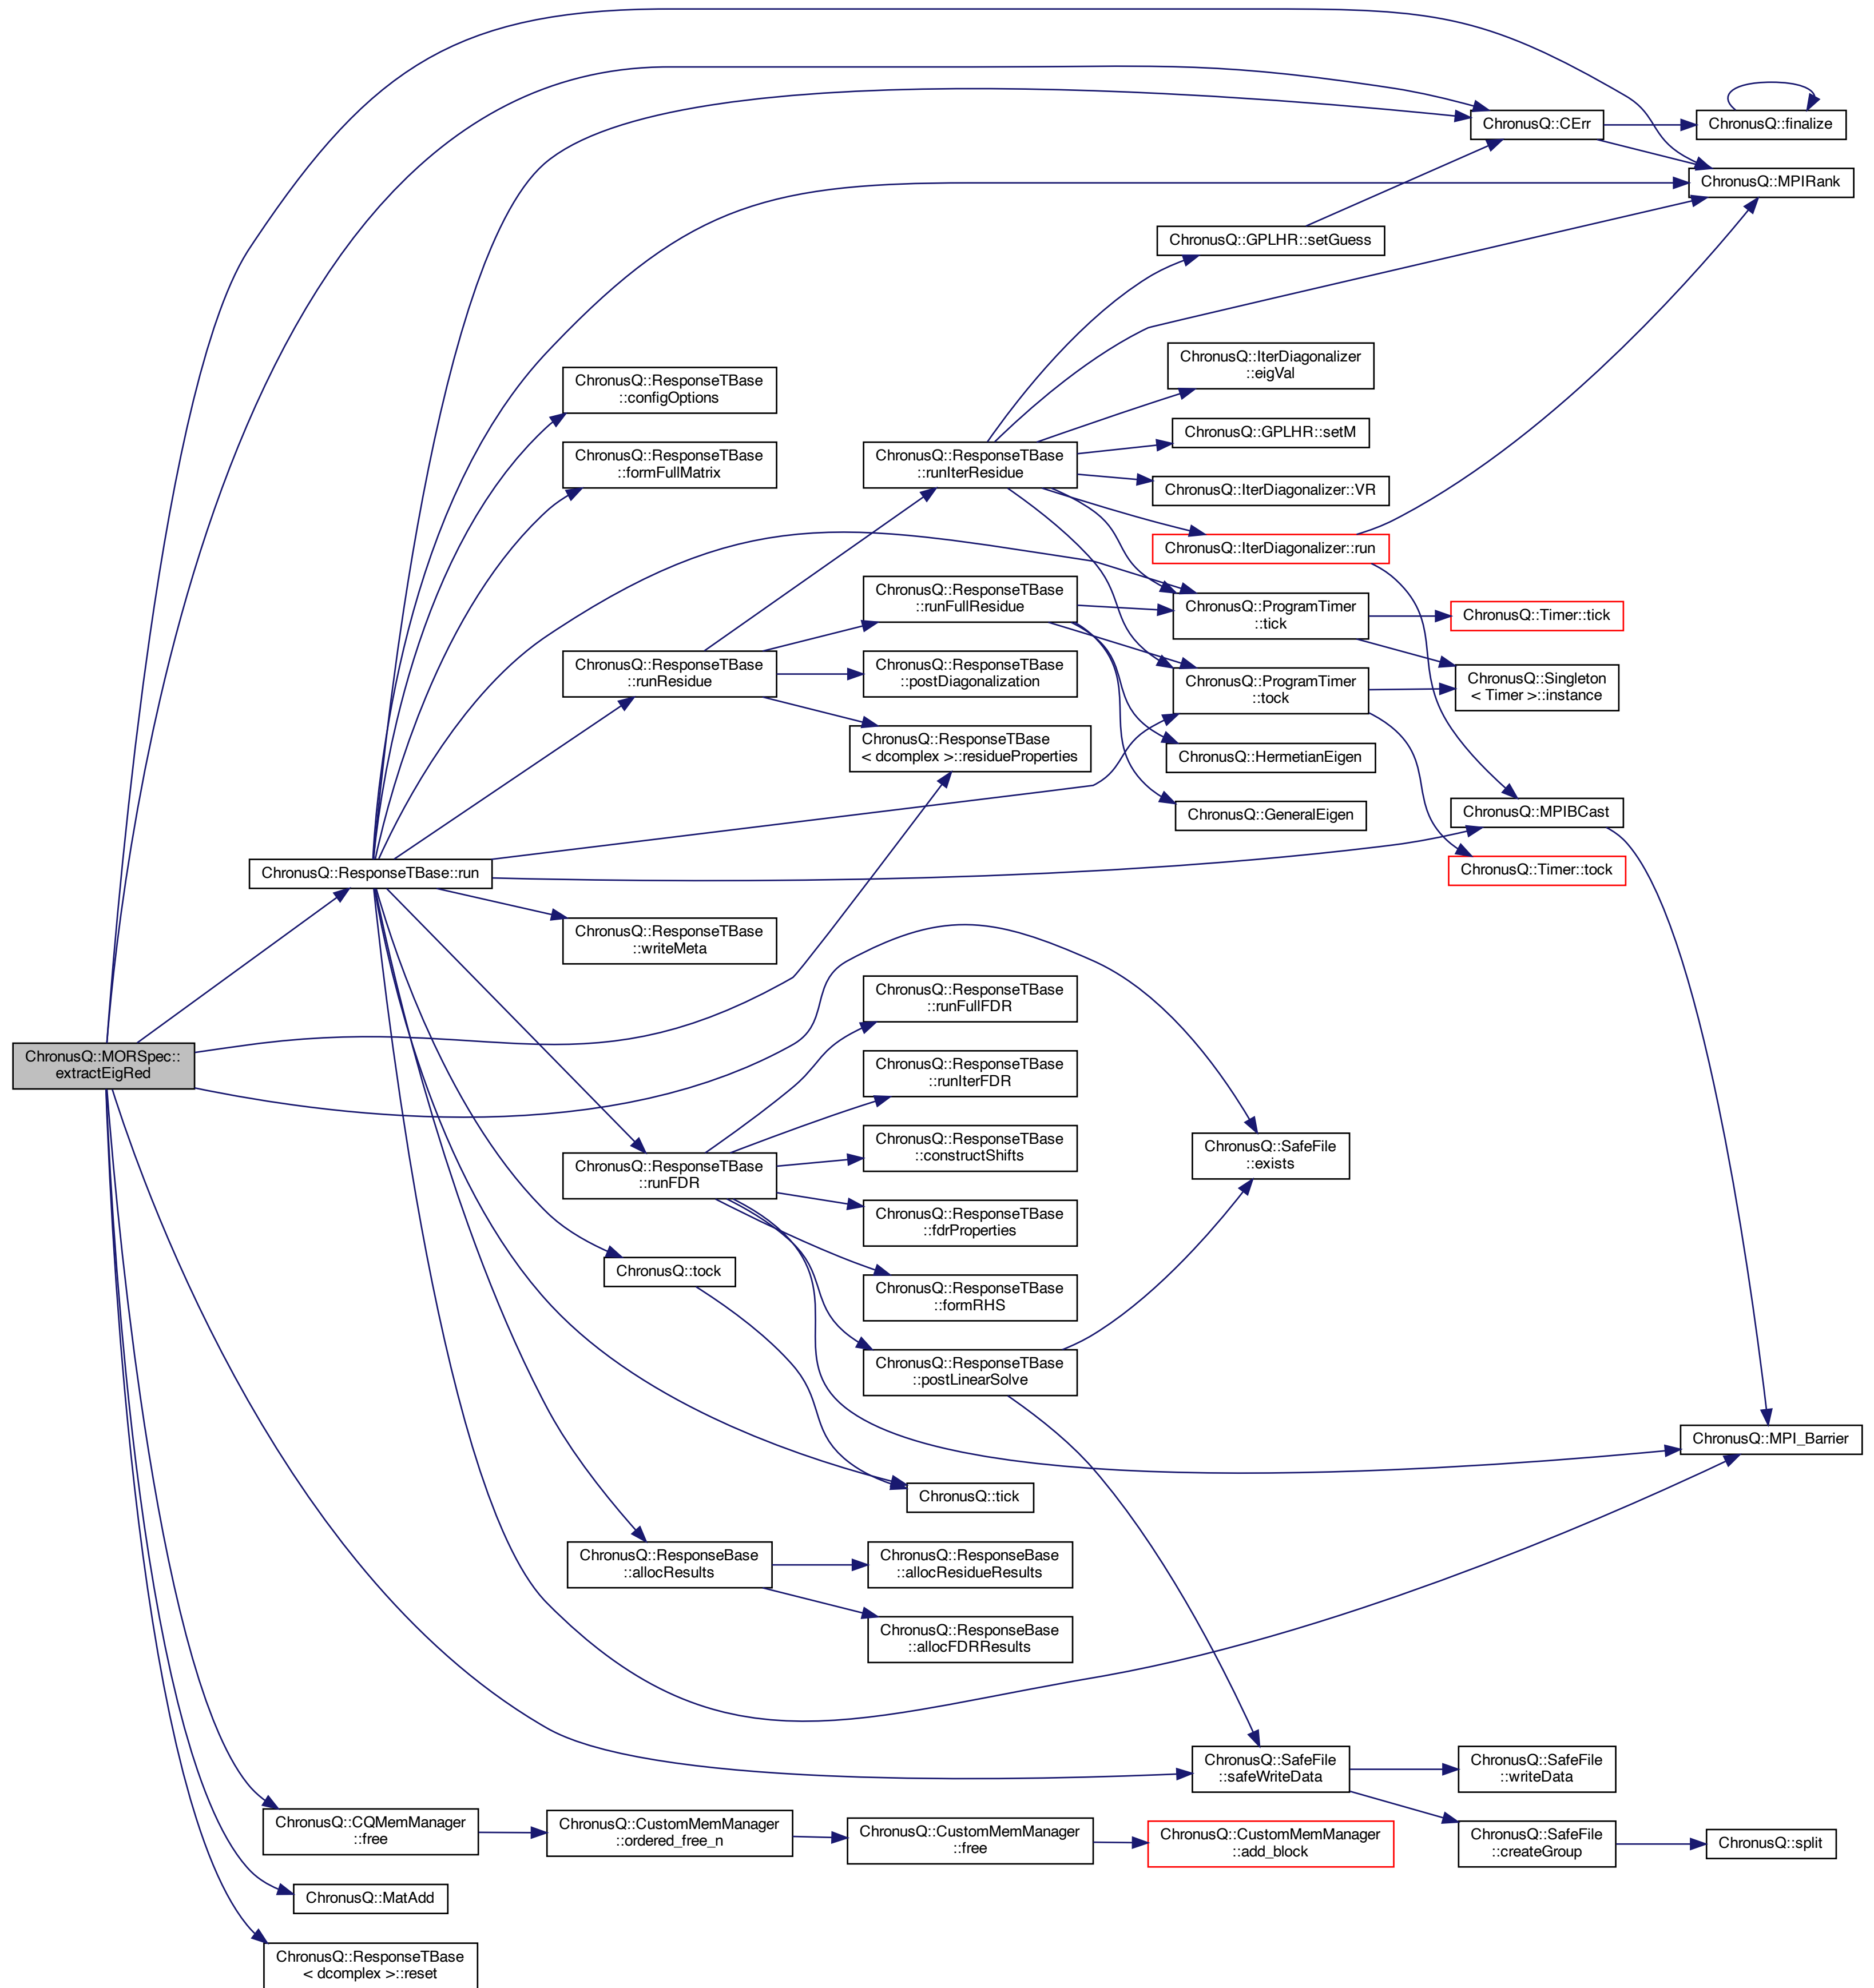 ChronusQ::CErr
ChronusQ::finalize
ChronusQ::MPIRank
ChronusQ::GPLHR::setGuess
ChronusQ::IterDiagonalizer
::eigVal
ChronusQ::ResponseTBase
::configOptions
ChronusQ::GPLHR::setM
ChronusQ::ResponseTBase
::formFullMatrix
ChronusQ::ResponseTBase
::runIterResidue
ChronusQ::IterDiagonalizer::VR
ChronusQ::IterDiagonalizer::run
ChronusQ::ResponseTBase
::runFullResidue
ChronusQ::ProgramTimer
::tick
ChronusQ::Timer::tick
ChronusQ::ResponseTBase
::runResidue
ChronusQ::ResponseTBase
::postDiagonalization
ChronusQ::ProgramTimer
::tock
ChronusQ::Singleton
< Timer >::instance
ChronusQ::ResponseTBase
< dcomplex >::residueProperties
ChronusQ::HermetianEigen
ChronusQ::GeneralEigen
ChronusQ::MPIBCast
ChronusQ::ResponseTBase::run
ChronusQ::Timer::tock
ChronusQ::ResponseTBase
::writeMeta
ChronusQ::ResponseTBase
::runFullFDR
ChronusQ::MORSpec::
extractEigRed
ChronusQ::ResponseTBase
::runIterFDR
ChronusQ::ResponseTBase
::constructShifts
ChronusQ::SafeFile
::exists
ChronusQ::ResponseTBase
::runFDR
ChronusQ::ResponseTBase
::fdrProperties
ChronusQ::tock
ChronusQ::ResponseTBase
::formRHS
ChronusQ::ResponseTBase
::postLinearSolve
ChronusQ::MPI_Barrier
ChronusQ::tick
ChronusQ::ResponseBase
::allocResults
ChronusQ::ResponseBase
::allocResidueResults
ChronusQ::ResponseBase
::allocFDRResults
ChronusQ::SafeFile
::safeWriteData
ChronusQ::SafeFile
::writeData
ChronusQ::CQMemManager
::free
ChronusQ::CustomMemManager
::ordered_free_n
ChronusQ::CustomMemManager
::free
ChronusQ::CustomMemManager
::add_block
ChronusQ::SafeFile
::createGroup
ChronusQ::split
ChronusQ::MatAdd
ChronusQ::ResponseTBase
< dcomplex >::reset